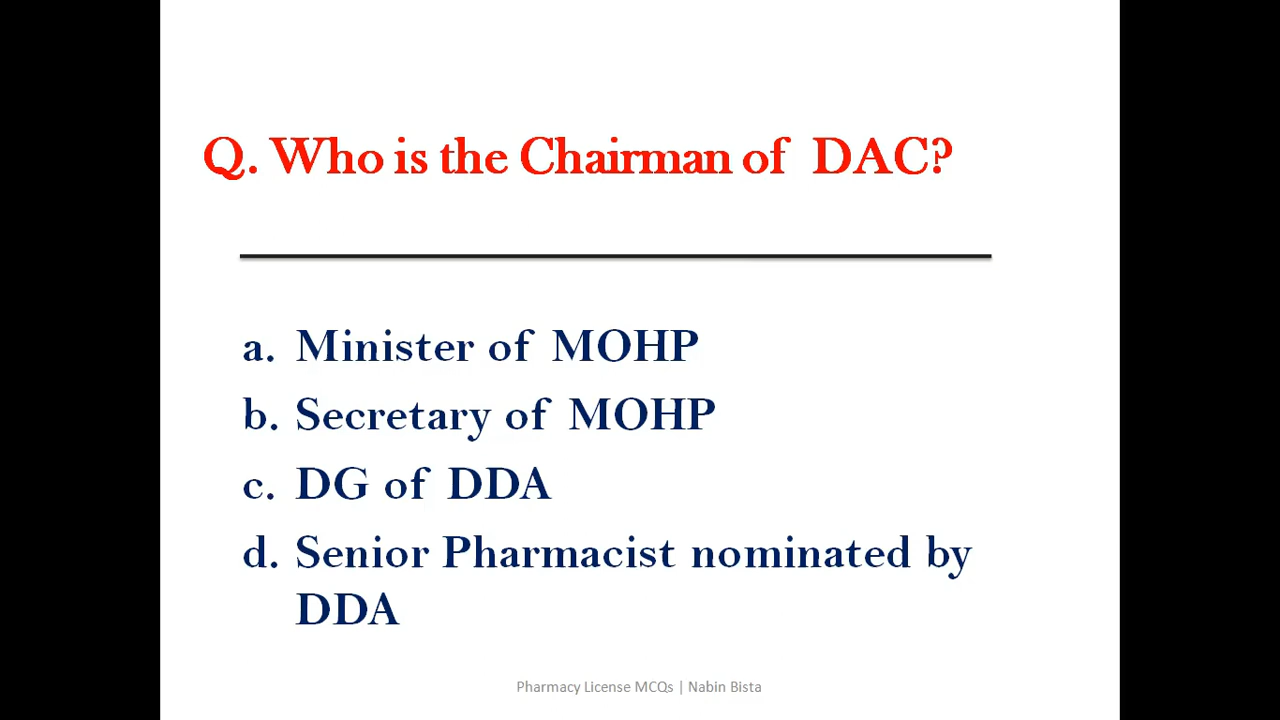 Q. Who is the Chairman of DAC?
a. Minister of MOHP
b. Secretary of MOHP
c. DG of DDA
d. Senior Pharmacist nominated by
DDA
Pharmacy License MCQs | Nabin Bista